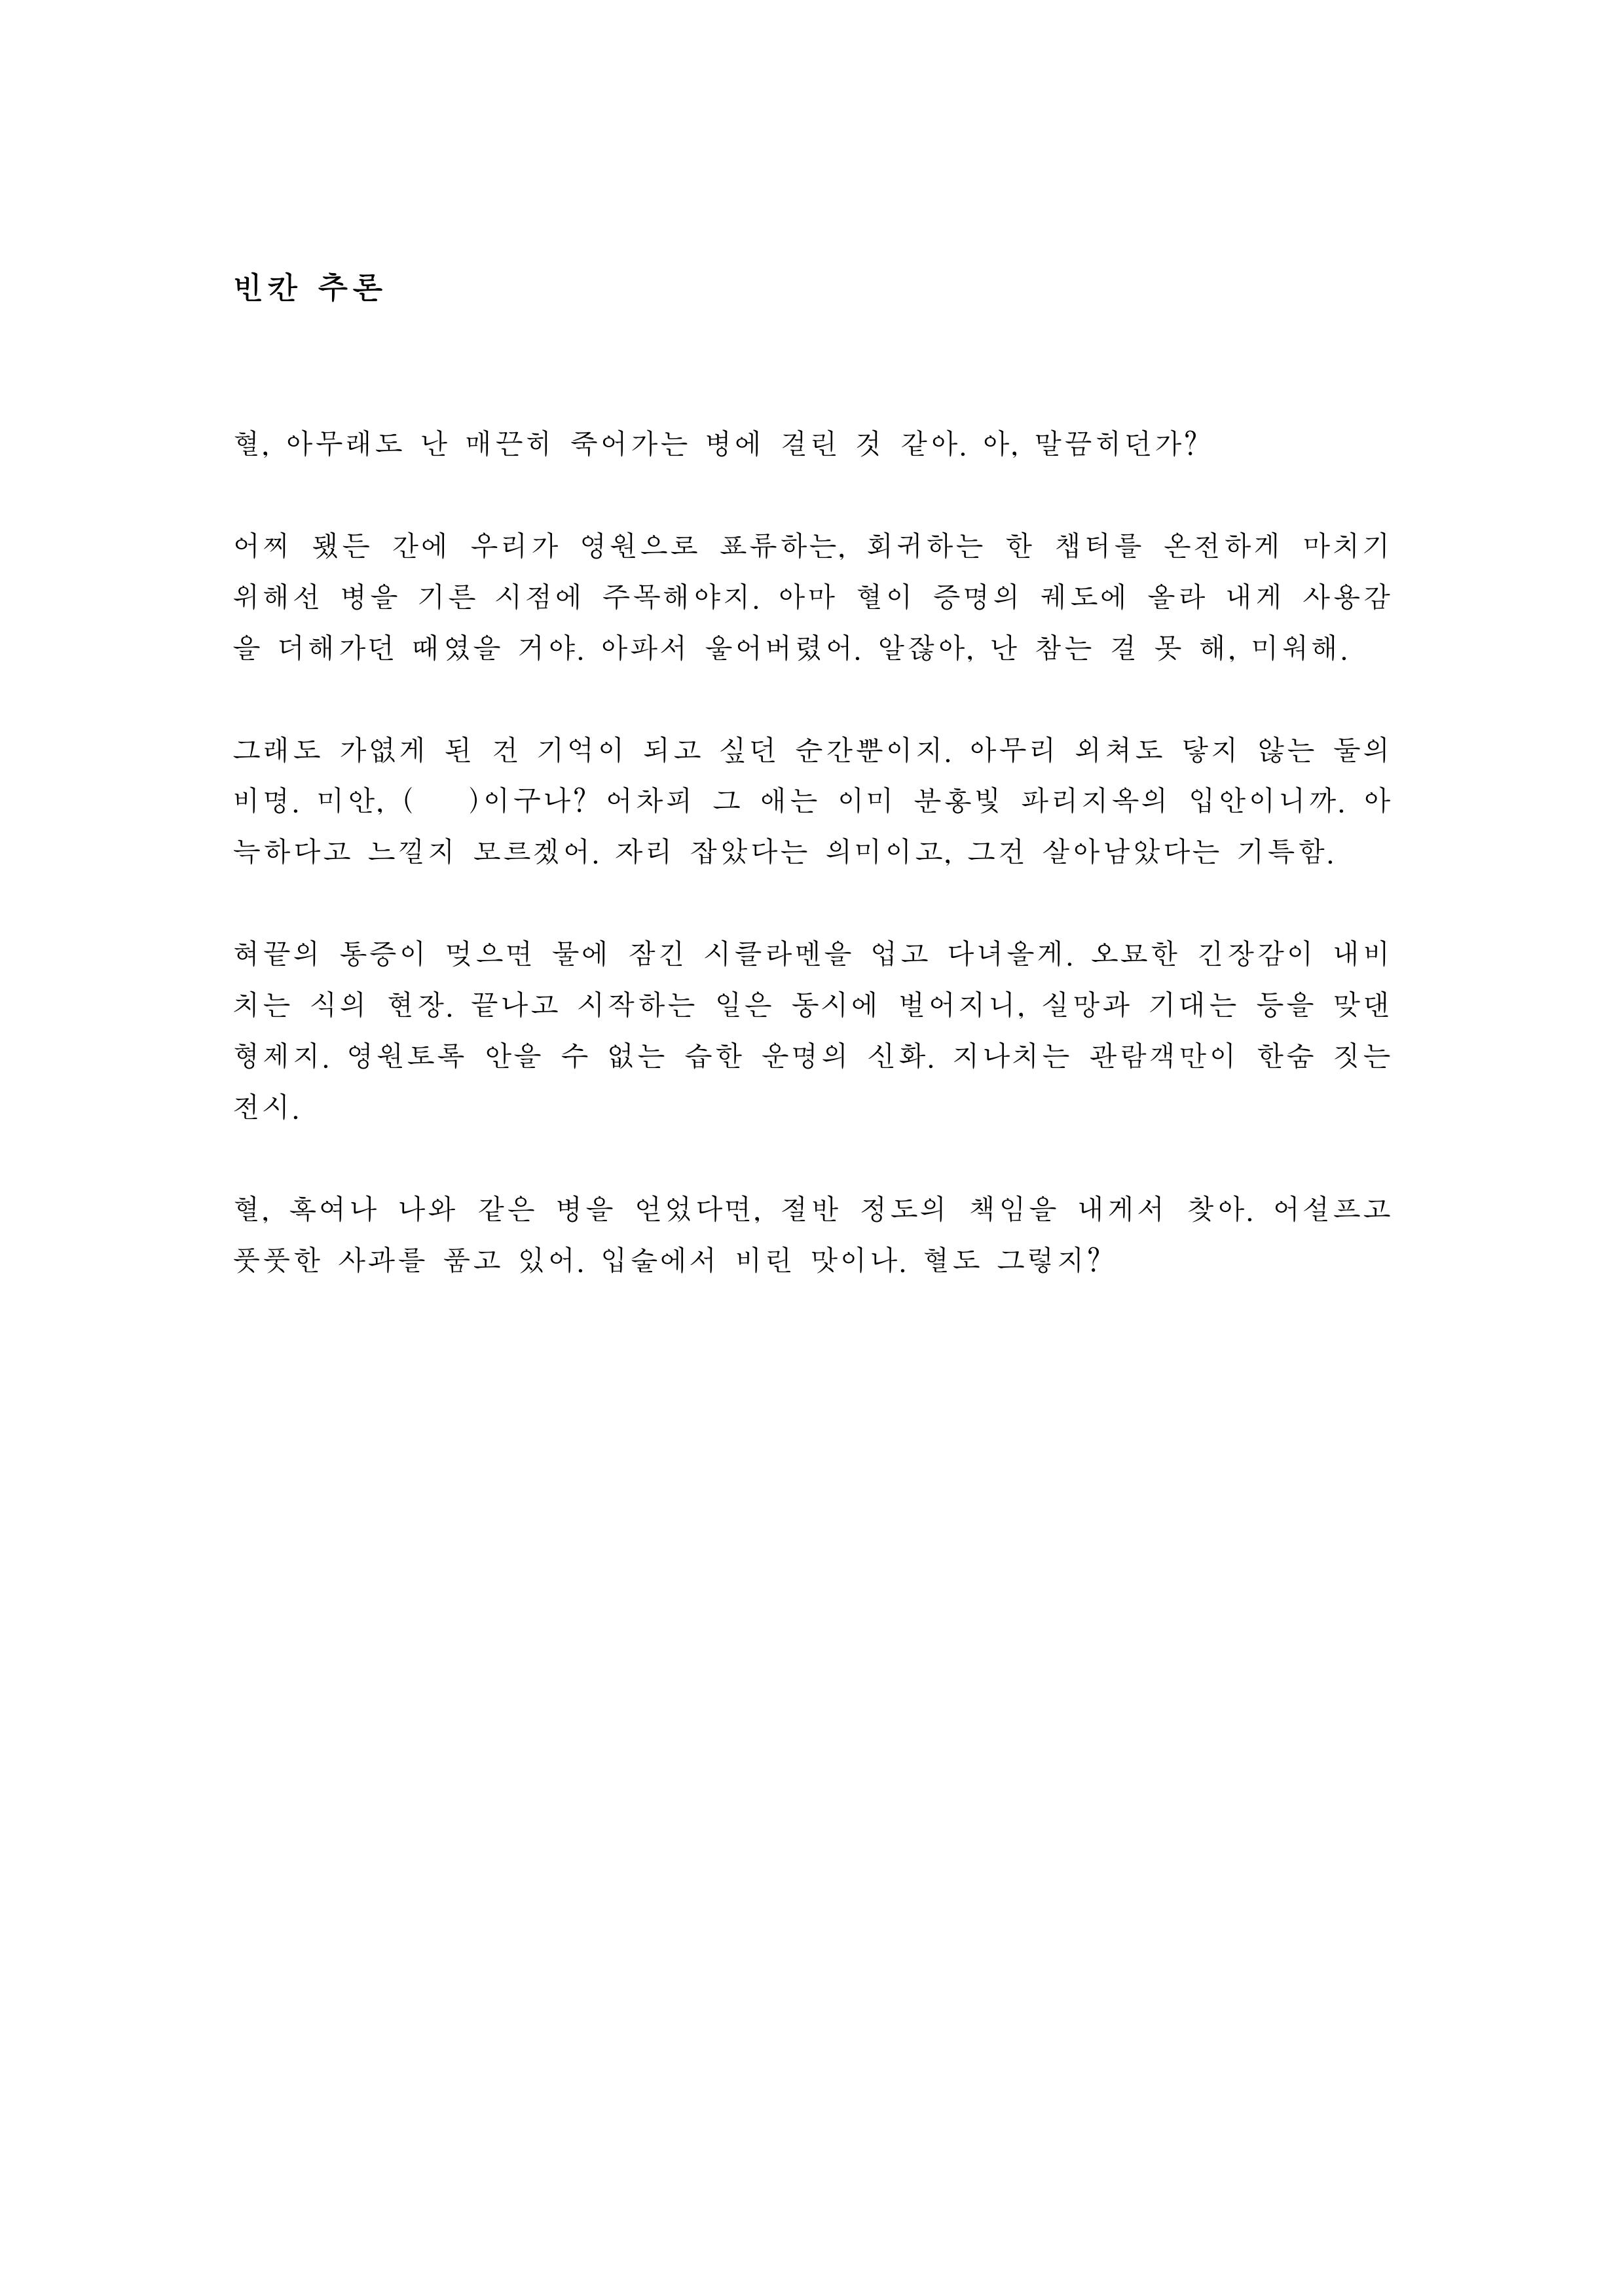 빈칸 추론
혈, 아무래도 난 매끈히 죽어가는 병에 걸린 것 같아. 아, 말끔히던가?
어찌 됐든 간에 우리가 영원으로 표류하는, 회귀하는 한 챕터를 온전하게 마치기
위해선 병을 기른 시점에 주목해야지. 아마 혈이 증명의 궤도에 올라 내게 사용감
을 더해가던 때였을 거야. 아파서 울어버렸어. 알잖아, 난 참는 걸 못 해, 미워해.
그래도 가엾게 된 건 기억이 되고 싶던 순간뿐이지. 아무리 외쳐도 닿지 않는 둘의
비명. 미안, (    )이구나? 어차피 그 애는 이미 분홍빛 파리지옥의 입안이니까. 아
늑하다고 느낄지 모르겠어. 자리 잡았다는 의미이고, 그건 살아남았다는 기특함.
혀끝의 통증이 멎으면 물에 잠긴 시클라멘을 업고 다녀올게. 오묘한 긴장감이 내비
치는 식의 현장. 끝나고 시작하는 일은 동시에 벌어지니, 실망과 기대는 등을 맞댄
형제지. 영원토록 안을 수 없는 습한 운명의 신화. 지나치는 관람객만이 한숨 짓는
전시.
혈, 혹여나 나와 같은 병을 얻었다면, 절반 정도의 책임을 내게서 찾아. 어설프고
풋풋한 사과를 품고 있어. 입술에서 비린 맛이나. 혈도 그렇지?